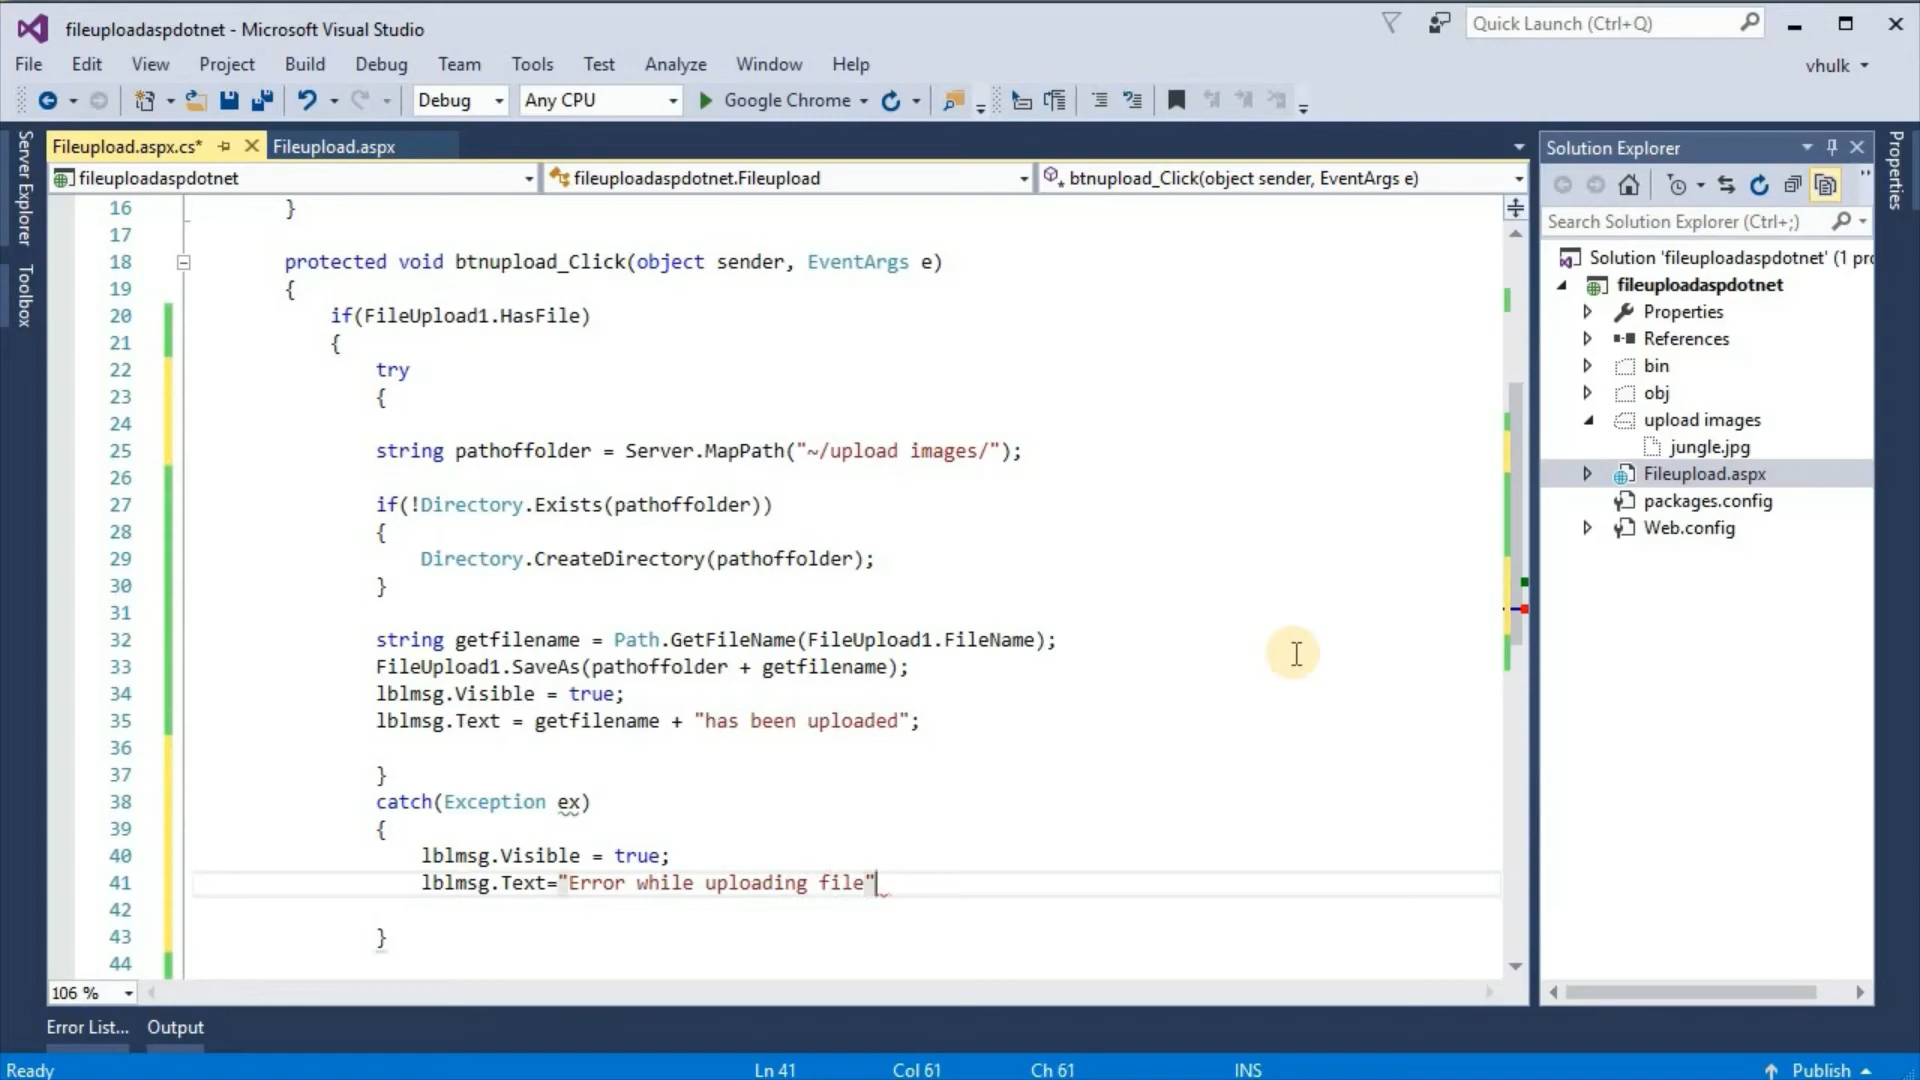 fileuploadaspdotnet - Microsoft Visual Studio
Quick Launch (Ctrl+Q)
File Edit View Project Build Debug Team Tools Test Analyze Window Help
vhulk
Debug Any CPU Google Chrome
Server Explorer
Toolbox
Fileupload.aspx.cs* Fileupload.aspx
fileuploadaspdotnet fileuploadaspdotnet.Fileupload btnupload_Click(object sender, EventArgs e)
16 }
17
18 protected void btnupload_Click(object sender, EventArgs e)
19 {
20 if(FileUpload1.HasFile)
21 {
22 try
23 {
24
25 string pathoffolder = Server.MapPath("~/upload images/");
26
27 if(!Directory.Exists(pathoffolder))
28 {
29 Directory.CreateDirectory(pathoffolder);
30 }
31
32 string getfilename = Path.GetFileName(FileUpload1.FileName);
33 FileUpload1.SaveAs(pathoffolder + getfilename);
34 lblmsg.Visible = true;
35 lblmsg.Text = getfilename + "has been uploaded";
36
37 }
38 catch(Exception ex)
39 {
40 lblmsg.Visible = true;
41 lblmsg.Text="Error while uploading file"
42
43 }
44
106 %
Solution Explorer
Search Solution Explorer (Ctrl+;)
Solution 'fileuploadaspdotnet' (1 pro
fileuploadaspdotnet
Properties
References
bin
obj
upload images
jungle.jpg
Fileupload.aspx
packages.config
Web.config
Properties
Error List... Output
Ready Ln 41 Col 61 Ch 61 INS Publish